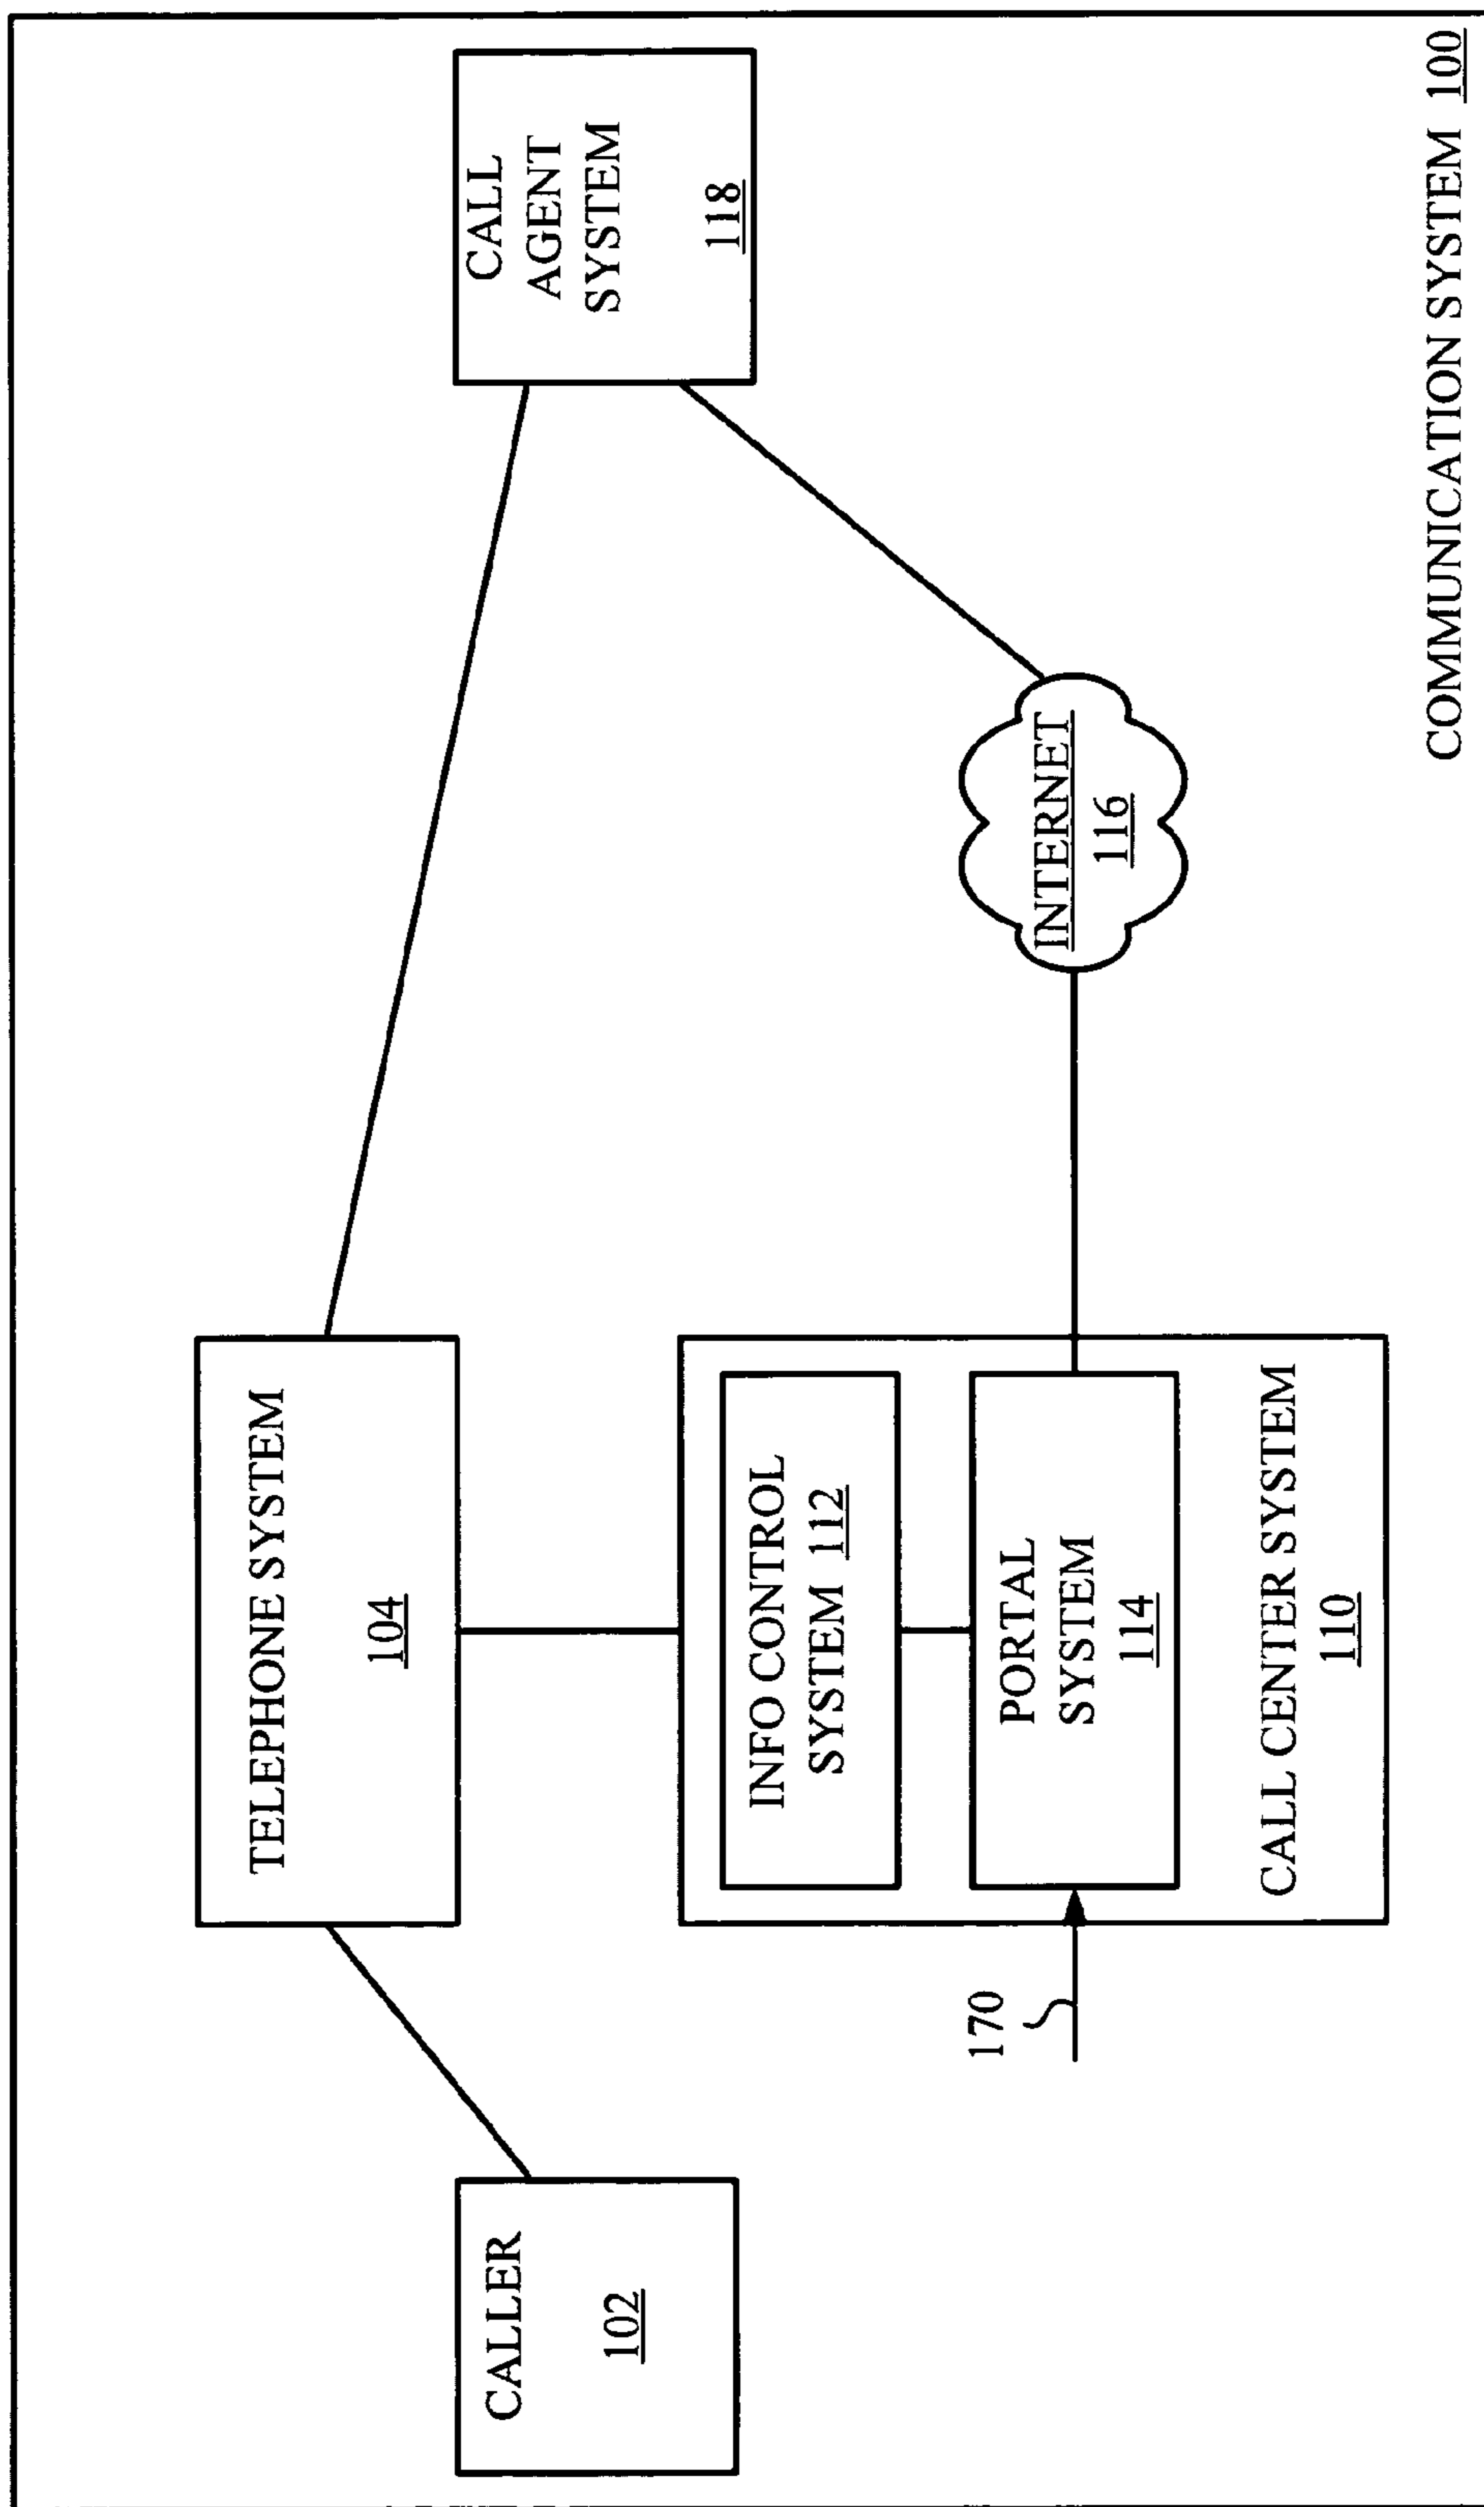 TELEPHONE SYSTEM
104
CALLER
102
CALL
AGENT
SYSTEM
118
INFO CONTROL
SYSTEM 112
170
PORTAL
SYSTEM
114
INTERNET
116
CALL CENTER SYSTEM
110
COMMUNICATION SYSTEM 100